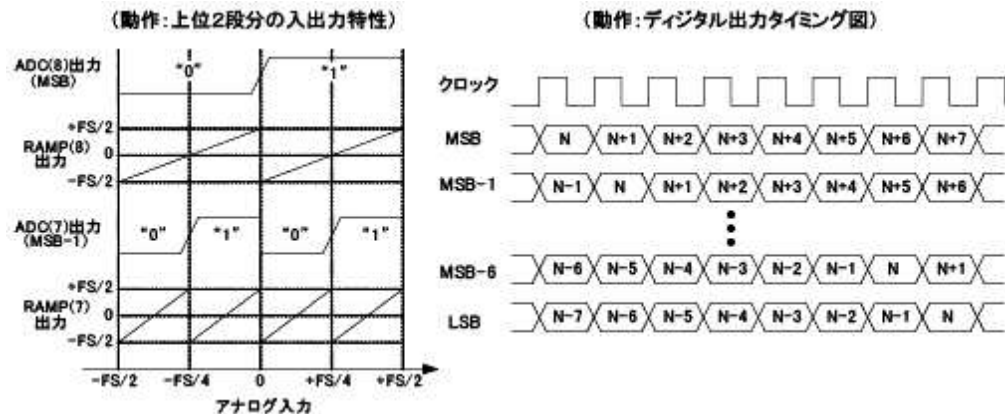 (動作:上位2段分の入出力特性)
ADC(8)出力
(MSB)
"0"
"1"
+FS/2
RAMP(8)
出力
0
-FS/2
ADC(7)出力
(MSB-1)
"0"
"1"
"0"
"1"
+FS/2
RAMP(7)
出力
0
-FS/2
-FS/2 -FS/4 0 +FS/4 +FS/2
アナログ入力
(動作:ディジタル出力タイミング図)
クロック
MSB N N+1 N+2 N+3 N+4 N+5 N+6 N+7
MSB-1 N-1 N N+1 N+2 N+3 N+4 N+5 N+6
MSB-6 N-6 N-5 N-4 N-3 N-2 N-1 N N+1
LSB N-7 N-6 N-5 N-4 N-3 N-2 N-1 N